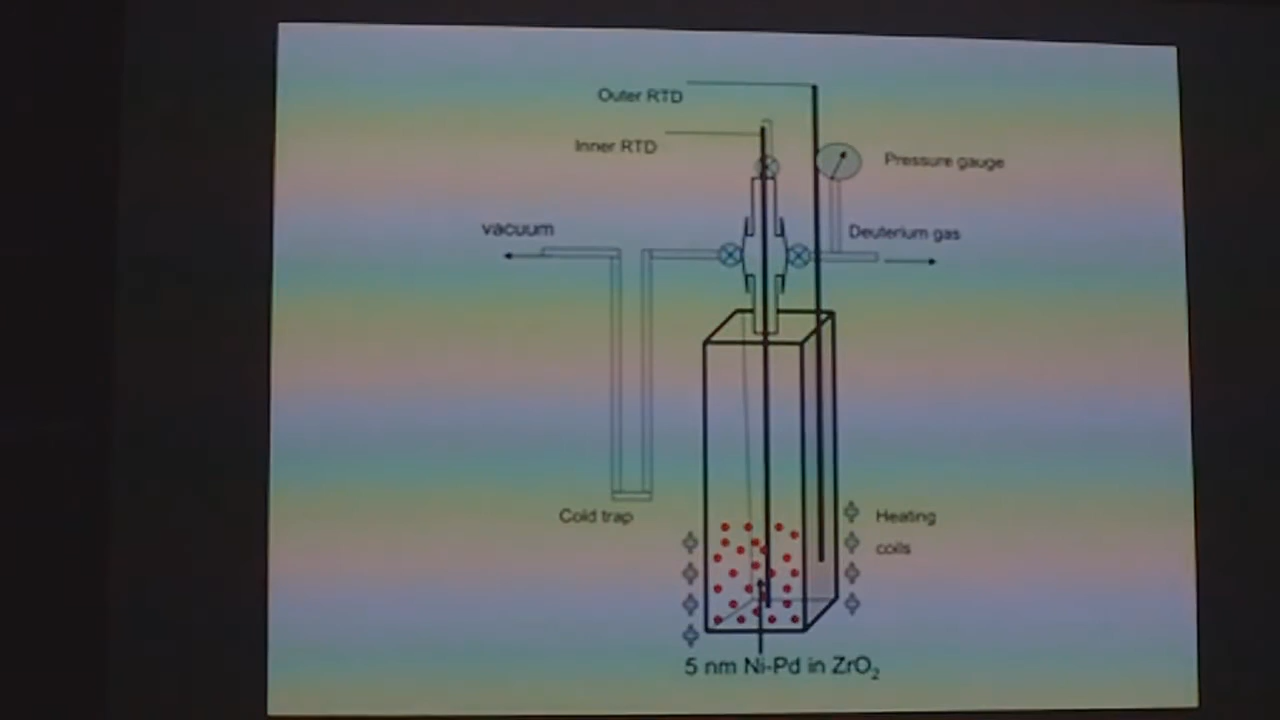 Outer RTD
Inner RTD
Pressure gauge
vacuum
Deuterium gas
Cold trap
Heating
coils
5 nm Ni-Pd in ZrO₂